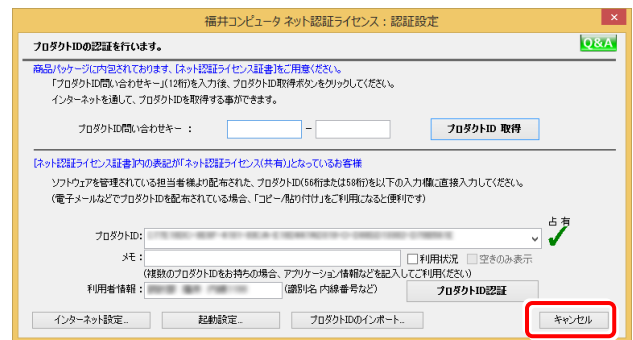 福井コンピュータ ネット認証ライセンス：認証設定
×
プロダクトIDの認証を行います。
Q&A
商品パッケージに内包されております、[ネット認証ライセンス証書]をご用意ください。
「プロダクトID問い合わせキー」(12桁)を入力後、プロダクトID取得ボタンをクリックしてください。
インターネットを通して、プロダクトIDを取得する事ができます。
プロダクトID問い合わせキー：
－
プロダクトID 取得
[ネット認証ライセンス証書]内の表記が「ネット認証ライセンス(共有)」となっているお客様
ソフトウェアを管理されている担当者様より配布された、プロダクトID(56桁または58桁)を以下の入力欄に直接入力してください。
(電子メールなどでプロダクトIDを配布されている場合、「コピー/貼り付け」をご利用になると便利です)
占有
プロダクトID:
メモ:
利用状況
空きのみ表示
(複数のプロダクトIDをお持ちの場合、アプリケーション情報などを記入してご利用ください)
利用者情報：
(識別名 内線番号など)
プロダクトID認証
インターネット設定...
起動設定...
プロダクトIDのインポート...
キャンセル